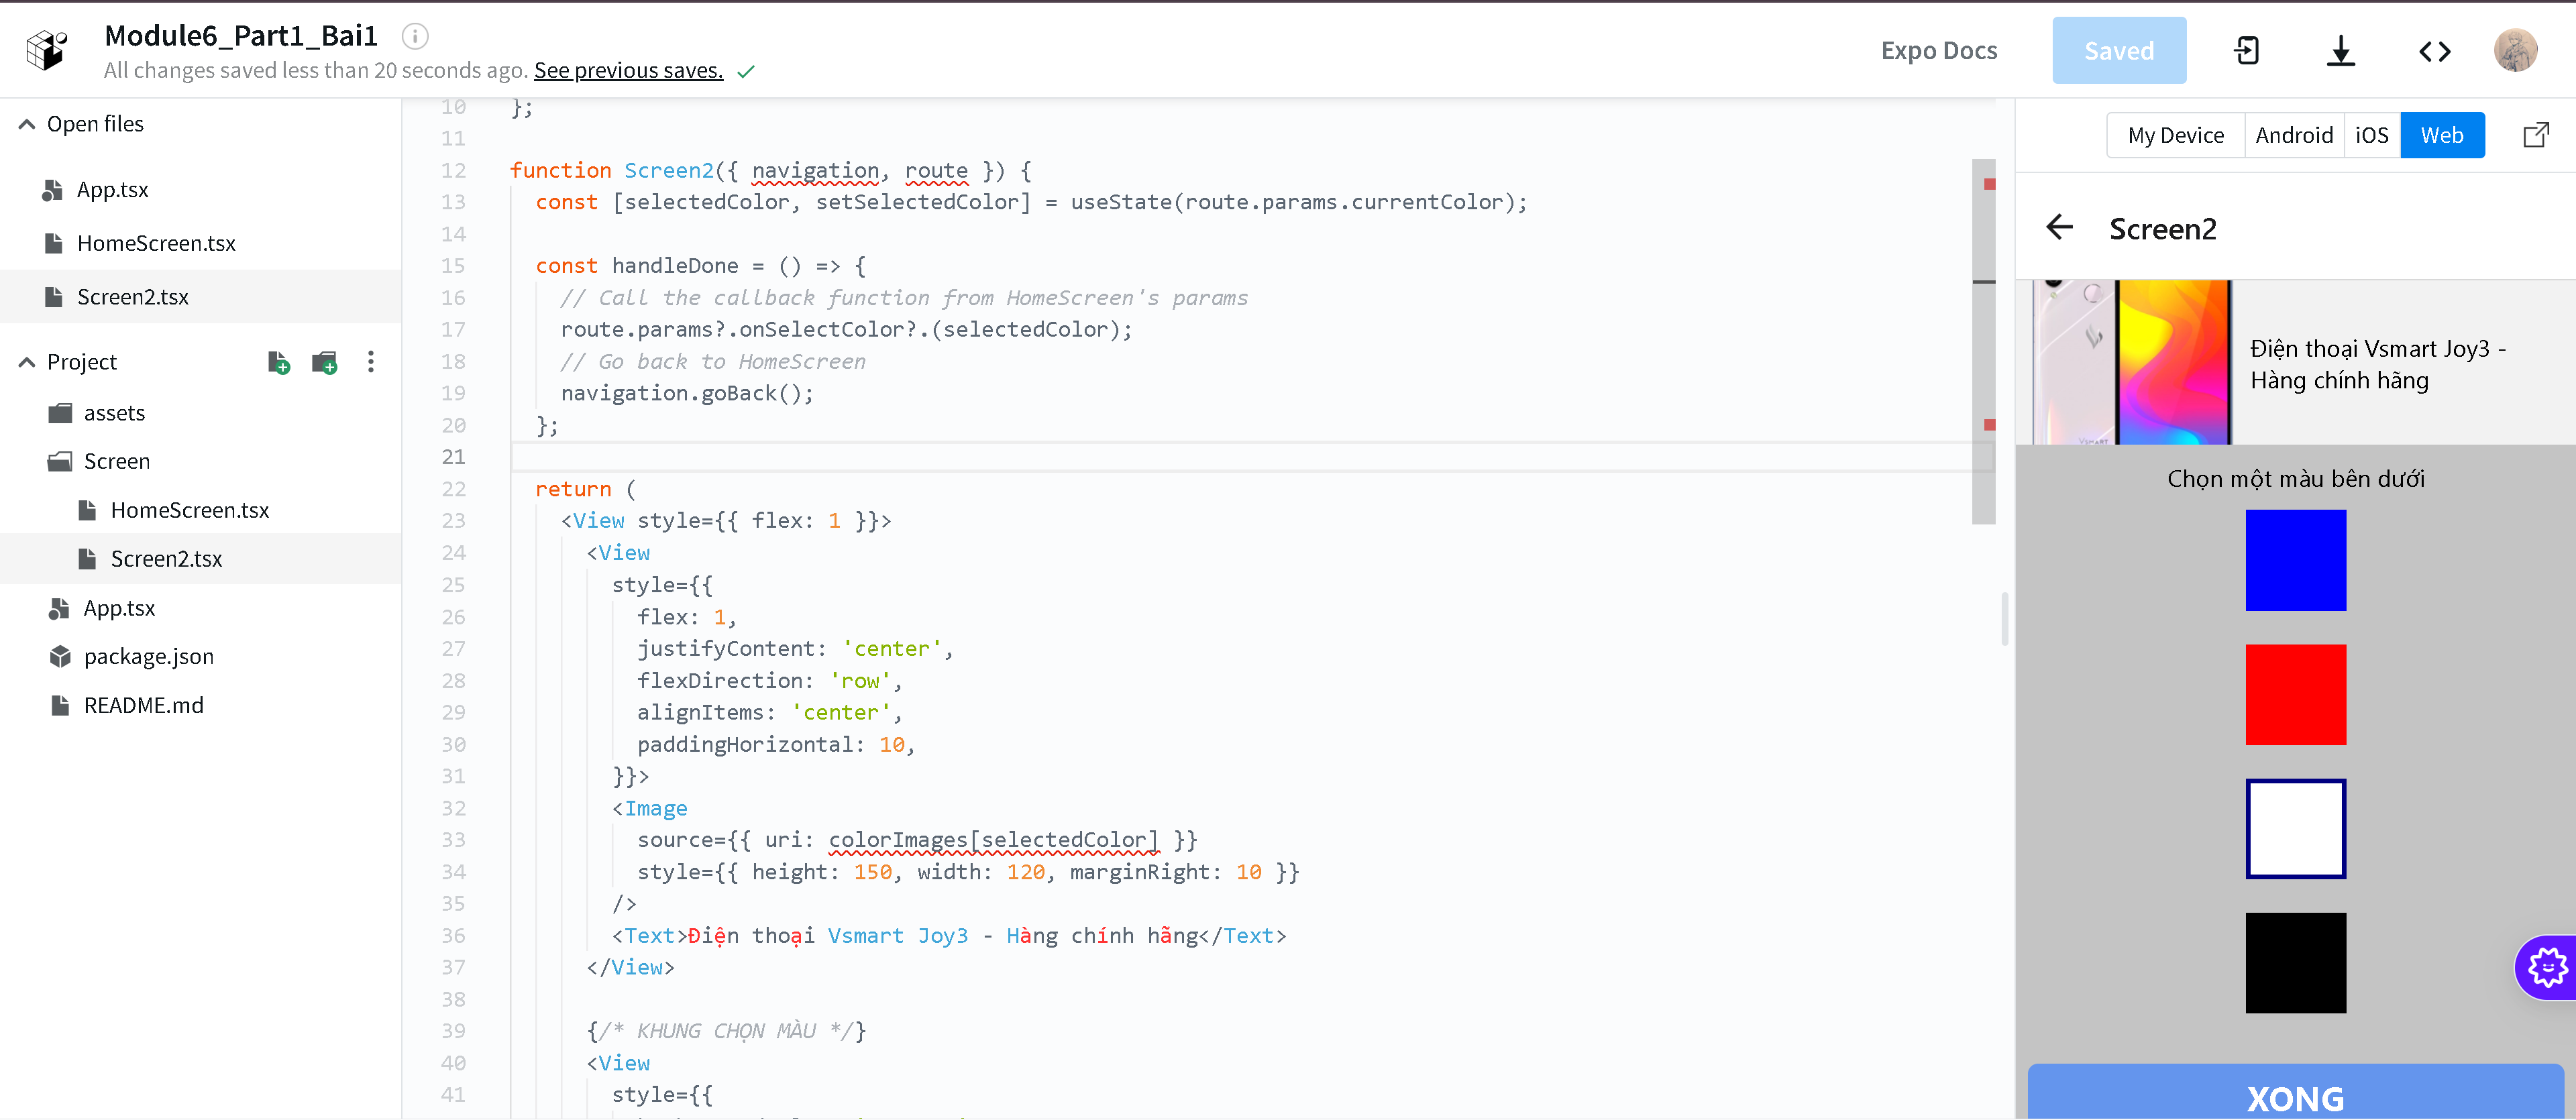 Module6_Part1_Bai1
All changes saved less than 20 seconds ago. See previous saves.
Expo Docs
Saved
Open files
App.tsx
HomeScreen.tsx
Screen2.tsx
Project
assets
Screen
HomeScreen.tsx
Screen2.tsx
App.tsx
package.json
README.md
10 };
11
12 function Screen2({ navigation, route }) {
13 const [selectedColor, setSelectedColor] = useState(route.params.currentColor);
14
15 const handleDone = () => {
16 // Call the callback function from HomeScreen's params
17 route.params?.onSelectColor?.(selectedColor);
18 // Go back to HomeScreen
19 navigation.goBack();
20 };
21
22 return (
23 <View style={{ flex: 1 }}>
24 <View
25 style={{
26 flex: 1,
27 justifyContent: 'center',
28 flexDirection: 'row',
29 alignItems: 'center',
30 paddingHorizontal: 10,
31 }}>
32 <Image
33 source={{ uri: colorImages[selectedColor] }}
34 style={{ height: 150, width: 120, marginRight: 10 }}
35 />
36 <Text>Điện thoại Vsmart Joy3 - Hàng chính hãng</Text>
37 </View>
38
39 {/* KHUNG CHỌN MÀU */}
40 <View
41 style={{
My Device
Android
iOS
Web
Screen2
Điện thoại Vsmart Joy3 -
Hàng chính hãng
Chọn một màu bên dưới
XONG